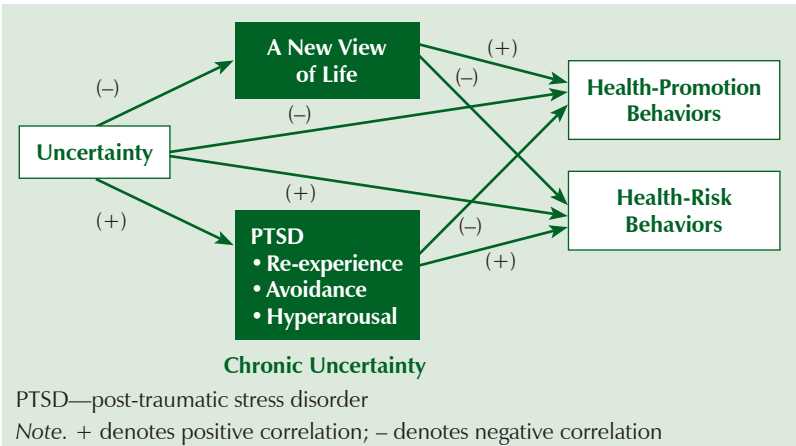 A New View
of Life
(+)
(–)
(–)
Health-Promotion
Behaviors
(–)
Uncertainty
(+)
(+)
Health-Risk
Behaviors
PTSD
• Re-experience
• Avoidance
• Hyperarousal
(–)
(+)
Chronic Uncertainty
PTSD—post-traumatic stress disorder
Note. + denotes positive correlation; – denotes negative correlation